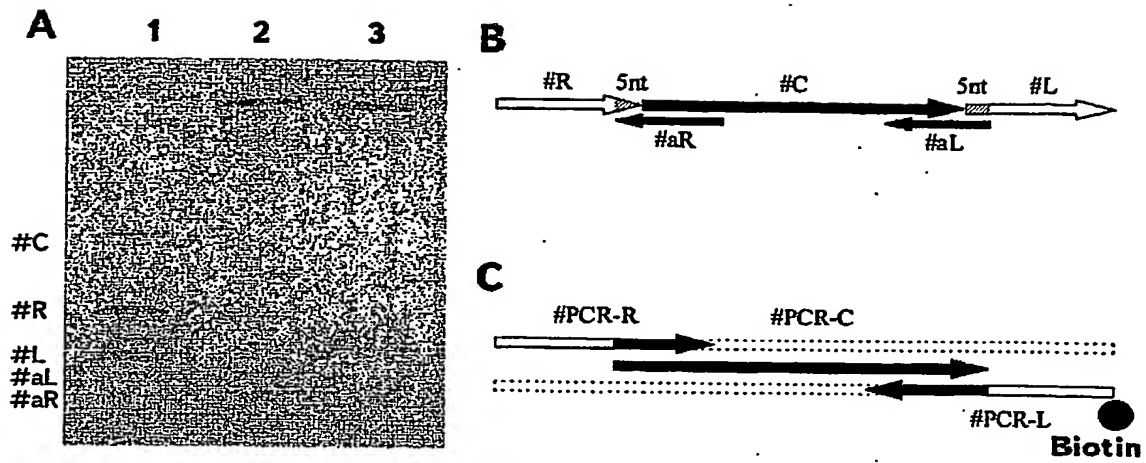 A
1 2 3
#C
#R
#L
#aL
#aR
B
#R 5nt #C 5nt #L
#aR #aL
C
#PCR-R #PCR-C
#PCR-L
Biotin